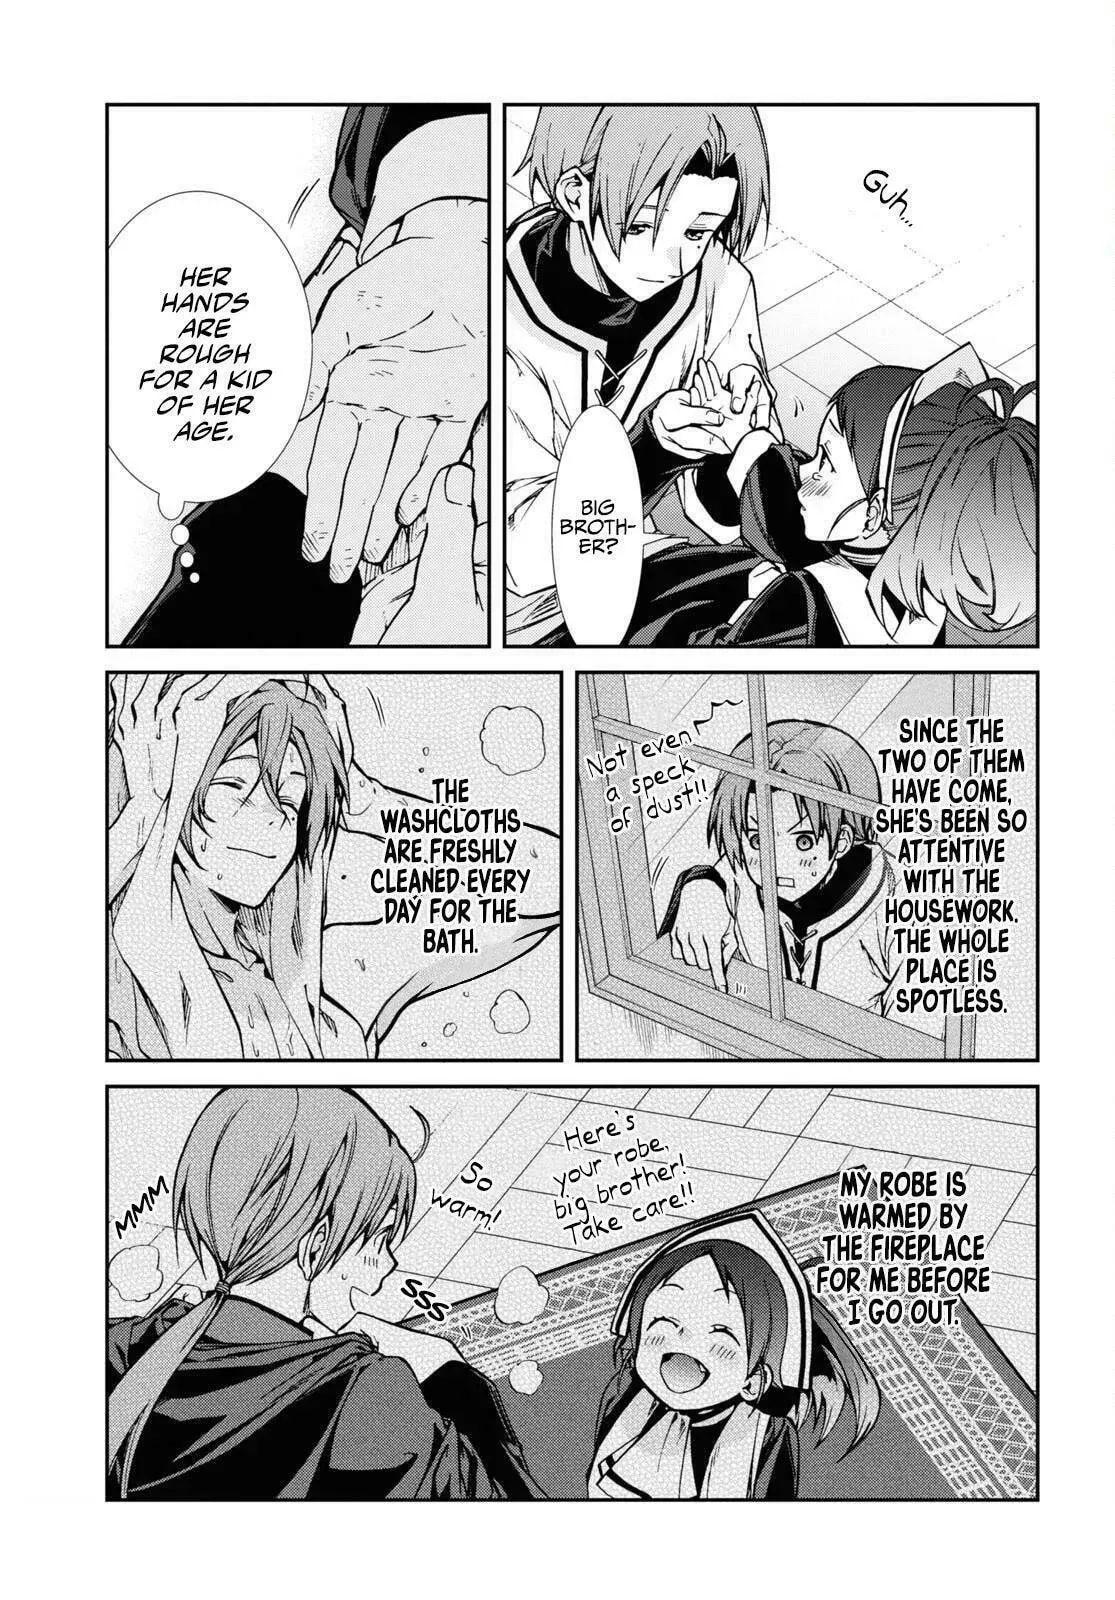 Guh...
BIG
BROTH-
ER?
HER
HANDS
ARE
ROUGH
FOR A KID
OF HER
AGE.
SINCE THE
TWO OF THEM
HAVE COME,
SHE'S BEEN SO
ATTENTIVE
WITH THE
HOUSEWORK.
THE WHOLE
PLACE IS
SPOTLESS.
Not even
a speck
of dust!!
THE
WASHCLOTHS
ARE FRESHLY
CLEANED EVERY
DAY FOR THE
BATH.
MY ROBE IS
WARMED BY
THE FIREPLACE
FOR ME BEFORE
I GO OUT.
Here's
your robe,
big brother!
Take care!!
So
warm!
SSS
MMM